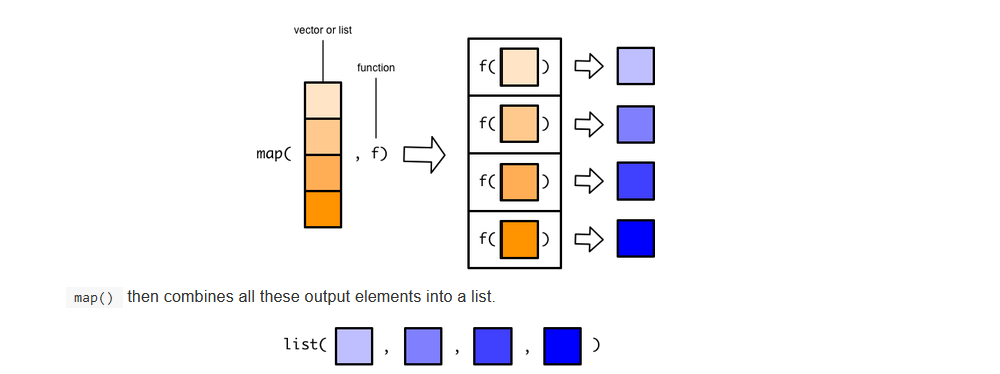 vector or list
function
map( , f)
f( )
f( )
f( )
f( )
map() then combines all these output elements into a list.
list( , , , )